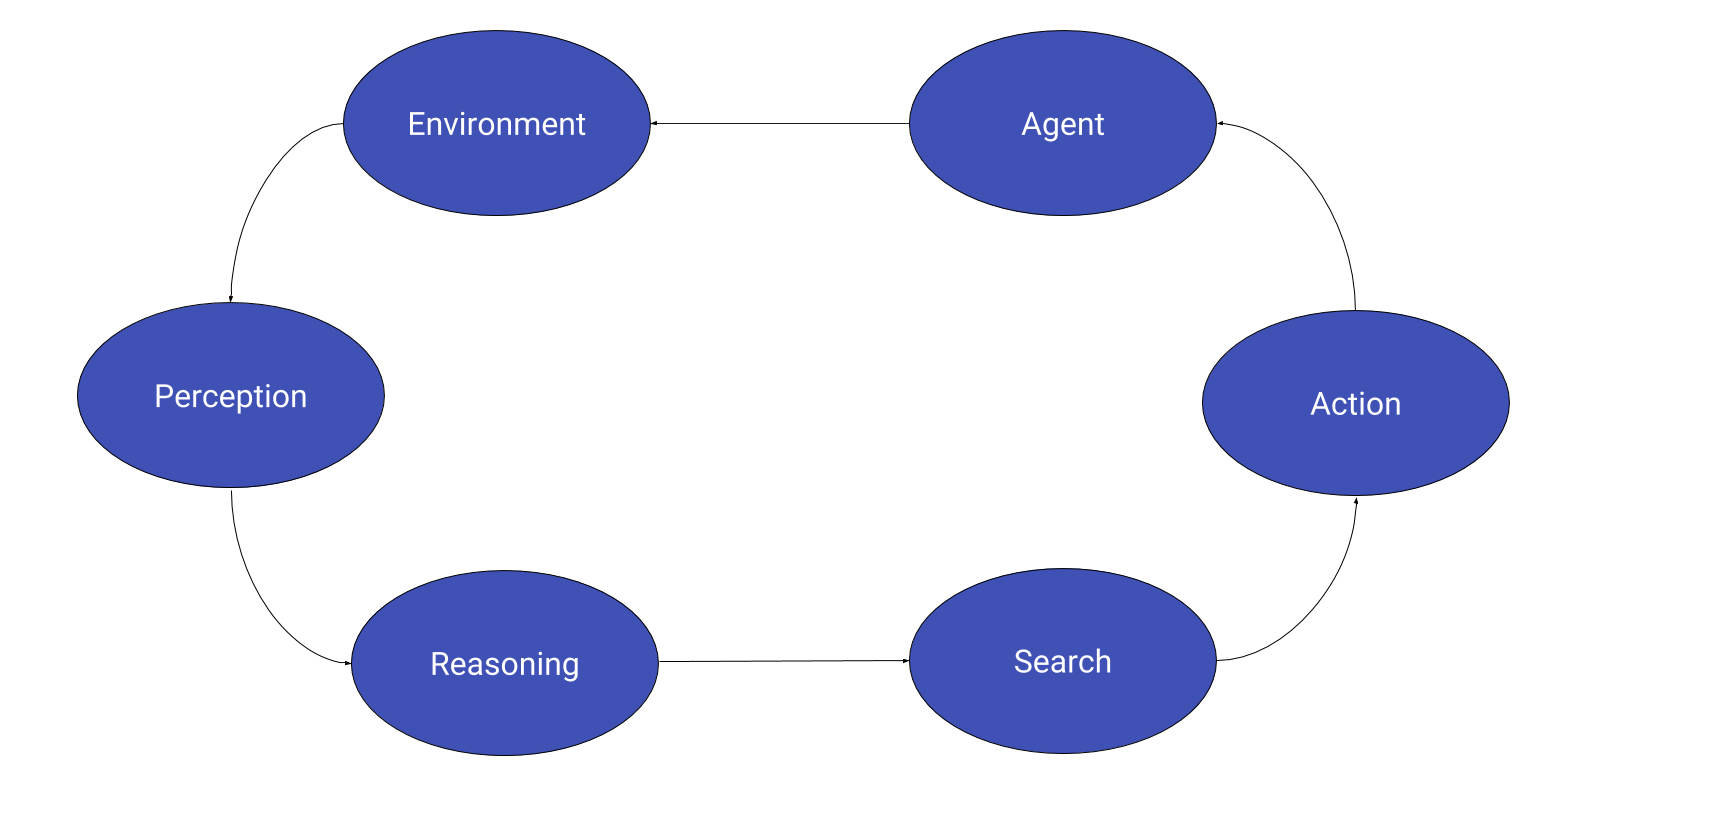 Environment
Agent
Perception
Action
Reasoning
Search